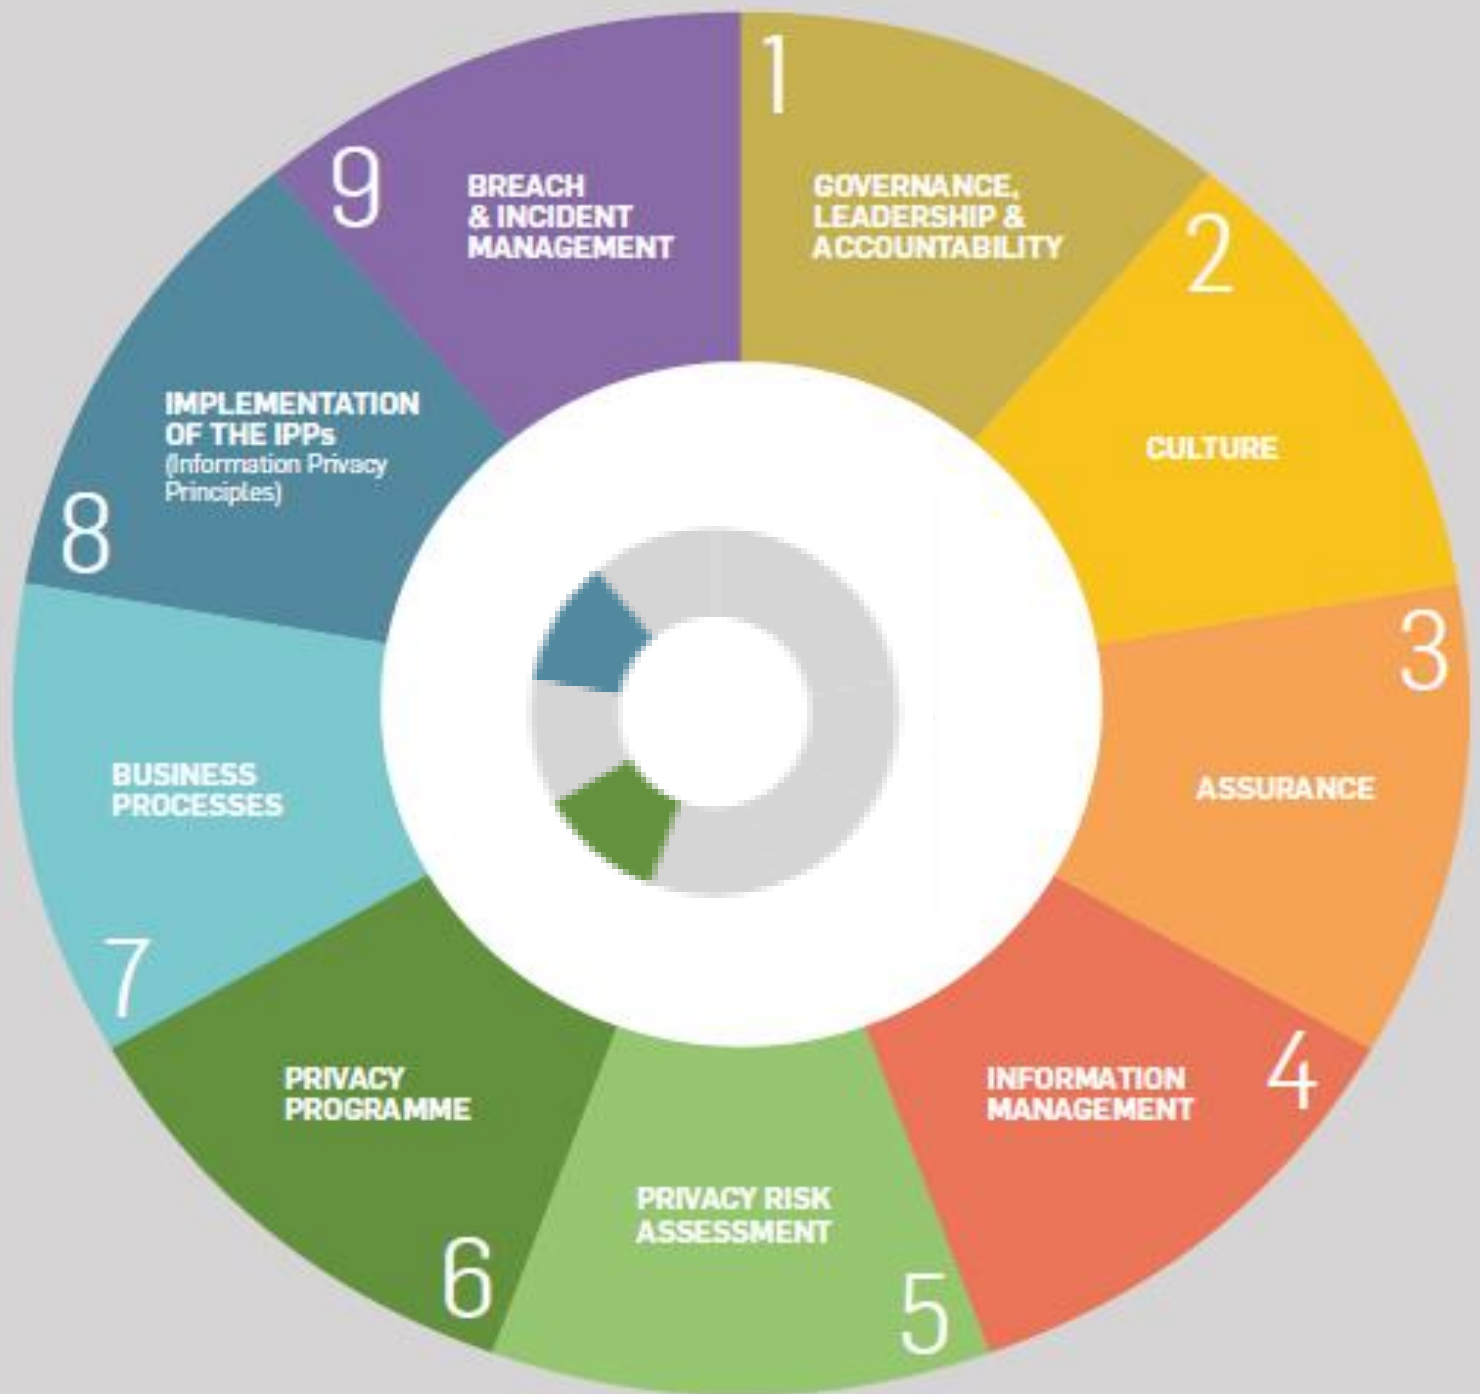 1
GOVERNANCE,
LEADERSHIP &
ACCOUNTABILITY
2
CULTURE
3
ASSURANCE
4
INFORMATION
MANAGEMENT
5
PRIVACY RISK
ASSESSMENT
6
PRIVACY
PROGRAMME
7
BUSINESS
PROCESSES
8
IMPLEMENTATION
OF THE IPPs
(Information Privacy
Principles)
9
BREACH
& INCIDENT
MANAGEMENT